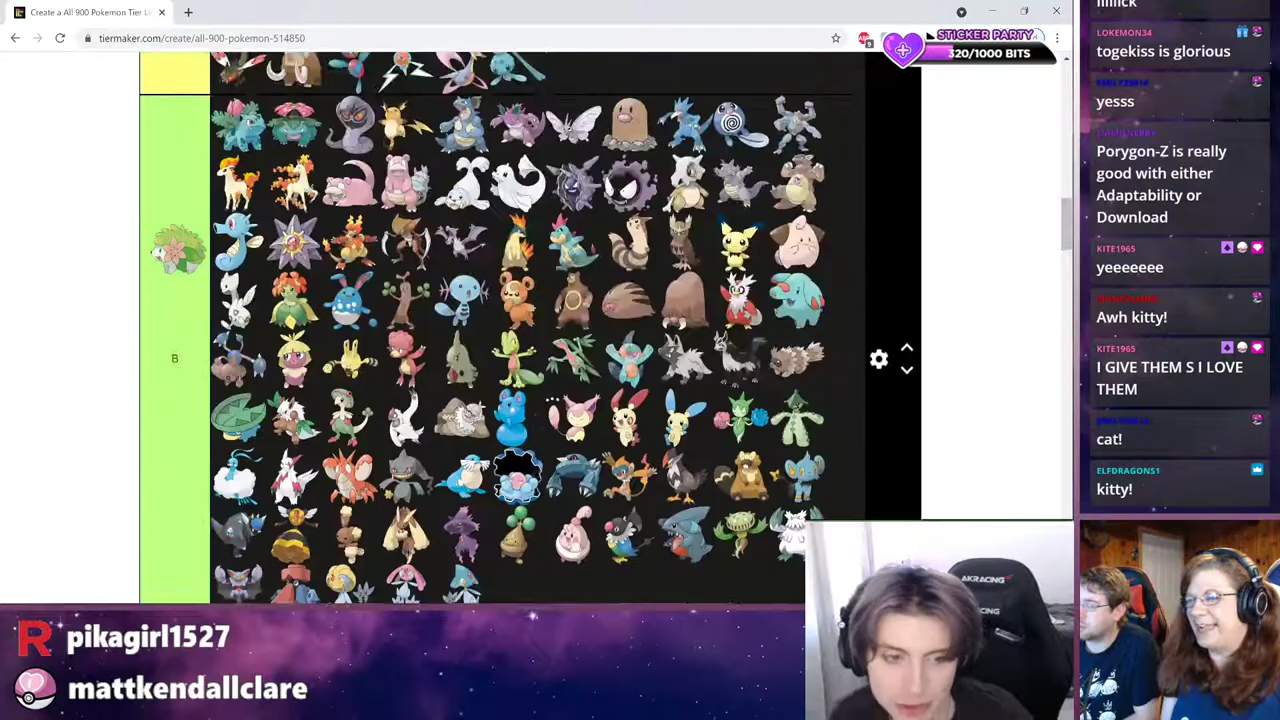 Create a All 900 Pokemon Tier Li
tiermaker.com/create/all-900-pokemon-514850
STICKER PARTY
320/1000 BITS
B
LOKEMON34
togekiss is glorious
yesss
Porygon-Z is really
good with either
Adaptability or
Download
KITE1965
yeeeeeee
Awh kitty!
KITE1965
I GIVE THEM S I LOVE
THEM
cat!
ELFDRAGONS1
kitty!
AKRACING
R pikagirl1527
mattkendallclare